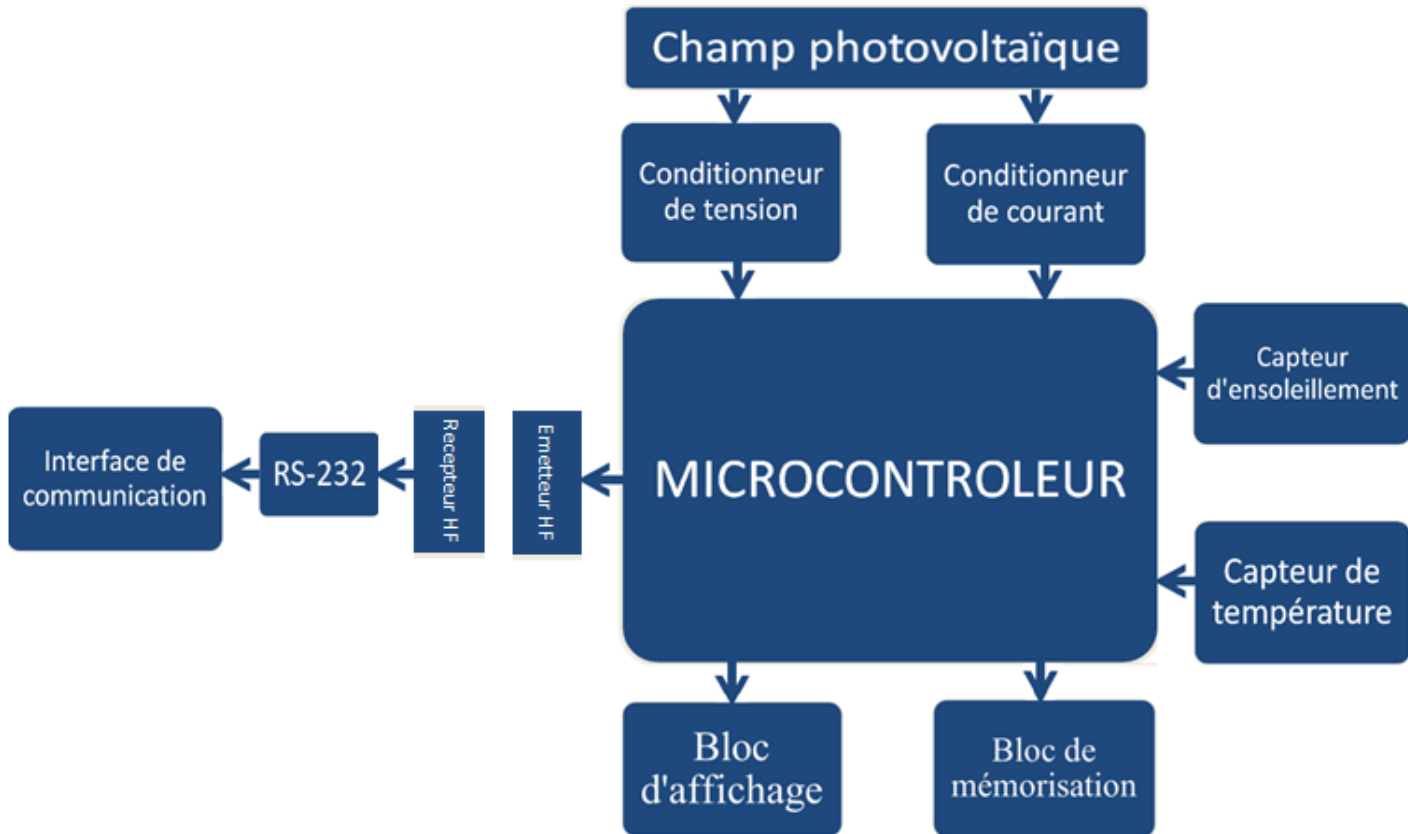 Champ photovoltaïque
Conditionneur
de tension
Conditionneur
de courant
Capteur
d'ensoleillement
Interface de
communication
RS-232
Recepteur HF
Emetteur HF
MICROCONTROLEUR
Capteur de
température
Bloc
d'affichage
Bloc de
mémorisation